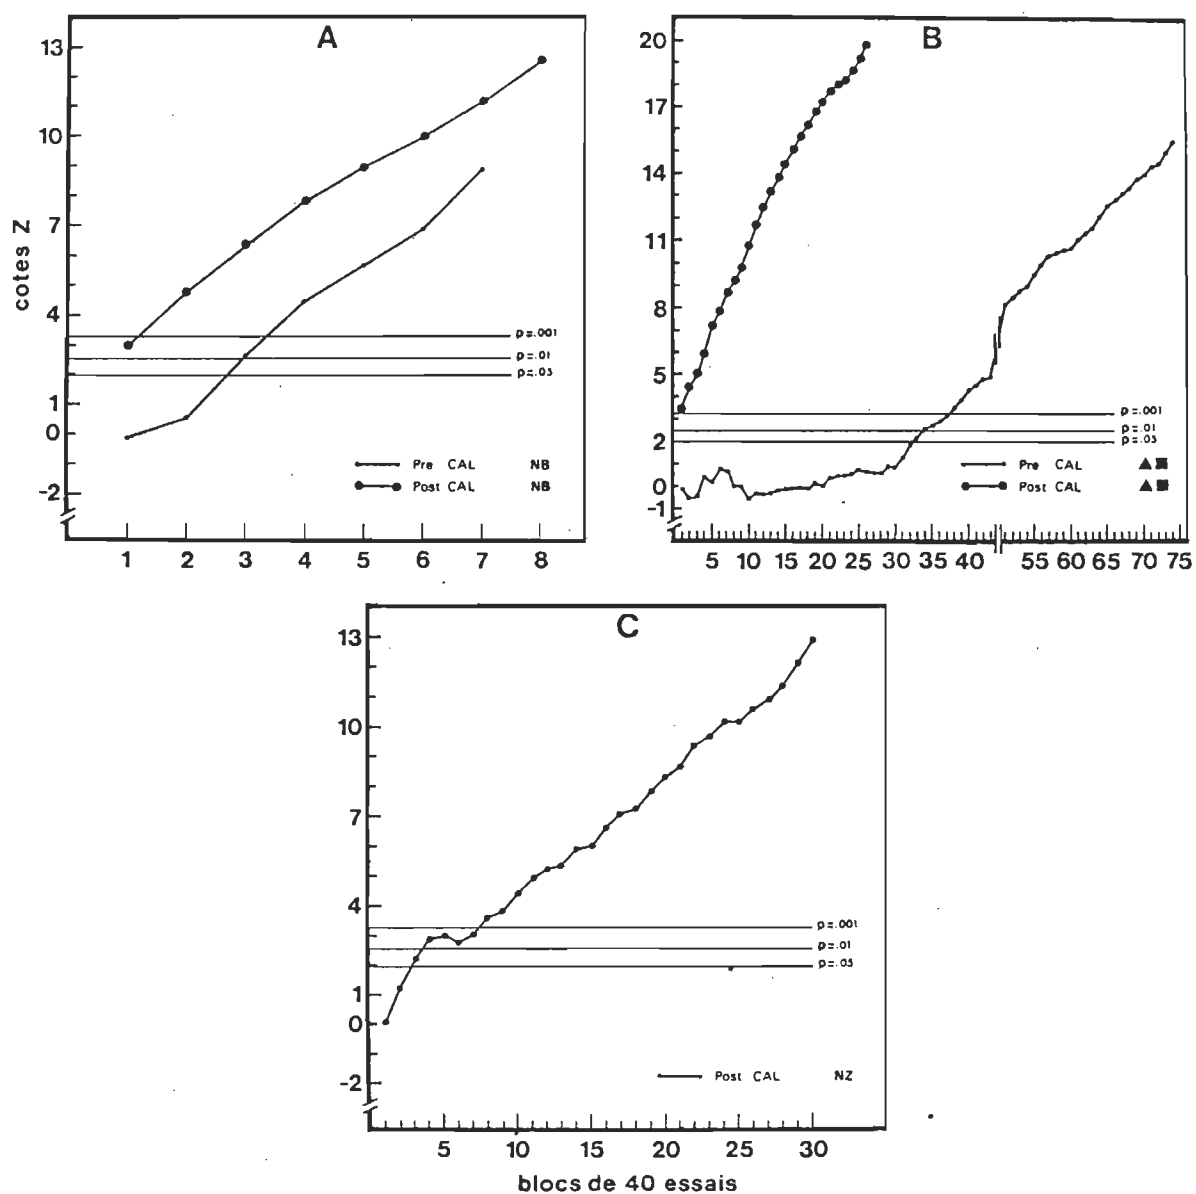 A
13
10
7
4
1
0
-2
cotes Z
p=.001
p=.01
p=.05
Pre CAL NB
Post CAL NB
1 2 3 4 5 6 7 8
B
20
17
14
11
8
5
2
0
-1
p=.001
p=.01
p=.05
Pre CAL ▲■
Post CAL ▲■
5 10 15 20 25 30 35 40 55 60 65 70 75
C
13
10
7
4
1
0
-2
p=.001
p=.01
p=.05
Post CAL NZ
5 10 15 20 25 30
blocs de 40 essais